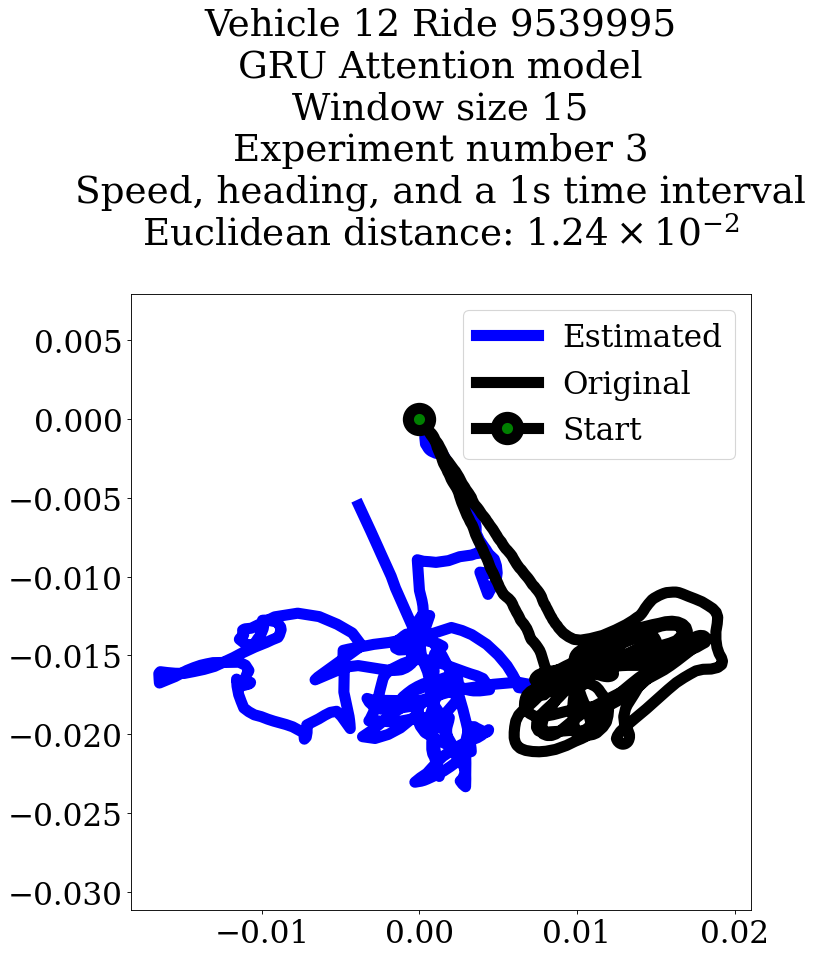 Vehicle 12 Ride 9539995
GRU Attention model
Window size 15
Experiment number 3
Speed, heading, and a 1s time interval
Euclidean distance: 1.24 × 10⁻²
Estimated
Original
Start
0.005
0.000
−0.005
−0.010
−0.015
−0.020
−0.025
−0.030
−0.01 0.00 0.01 0.02